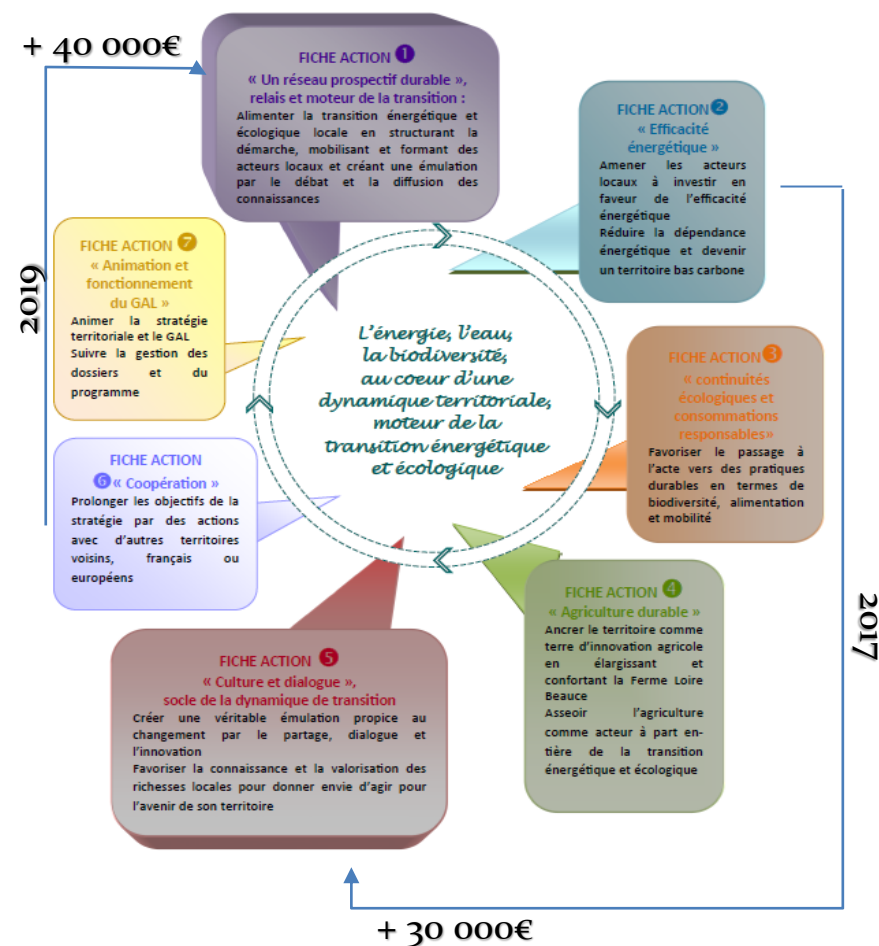 + 40 000€
FICHE ACTION ❶
« Un réseau prospectif durable »,
relais et moteur de la transition :
Alimenter la transition énergétique et
écologique locale en structurant la
démarche, mobilisant et formant des
acteurs locaux et créant une émulation
par le débat et la diffusion des
connaissances
FICHE ACTION ❷
« Efficacité
énergétique »
Amener les acteurs
locaux à investir en
faveur de l'efficacité
énergétique
Réduire la dépendance
énergétique et devenir
un territoire bas carbone
FICHE ACTION ❸
« continuités
écologiques et
consommations
responsables»
Favoriser le passage à
l'acte vers des pratiques
durables en termes de
biodiversité, alimentation
et mobilité
FICHE ACTION ❹
« Agriculture durable »
Ancrer le territoire comme
terre d'innovation agricole
en élargissant et
confortant la Ferme Loire
Beauce
Asseoir l'agriculture
comme acteur à part en-
tière de la transition
énergétique et écologique
FICHE ACTION ❺
« Culture et dialogue »,
socle de la dynamique de transition
Créer une véritable émulation propice au
changement par le partage, dialogue et
l'innovation
Favoriser la connaissance et la valorisation des
richesses locales pour donner envie d'agir pour
l'avenir de son territoire
FICHE ACTION
❻ « Coopération »
Prolonger les objectifs de la
stratégie par des actions
avec d'autres territoires
voisins, français ou
européens
FICHE ACTION ❼
« Animation et
fonctionnement
du GAL »
Animer la stratégie
territoriale et le GAL
Suivre la gestion des
dossiers et du
programme
L'énergie, l'eau,
la biodiversité,
au coeur d'une
dynamique territoriale,
moteur de la
transition énergétique
et écologique
2019
2017
+ 30 000€